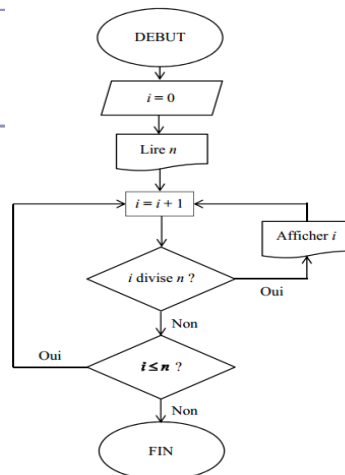 DEBUT
i = 0
Lire n
i = i + 1
Afficher i
i divise n ?
Oui
Non
Oui
i ≤ n ?
Non
FIN